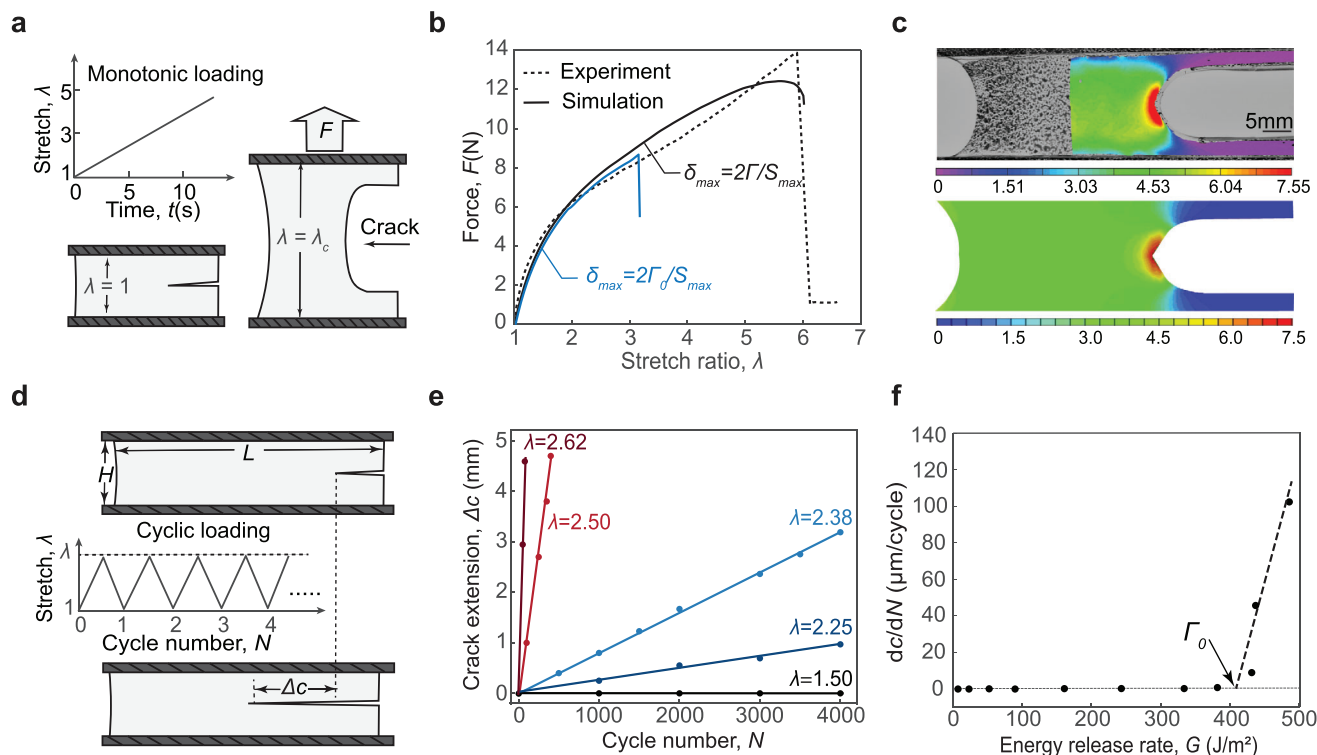 a
Monotonic loading
Stretch, λ
5
3
1
0 5 10
Time, t(s)
F
λ = λc
Crack
λ = 1
b
Force, F(N)
14
12
10
8
6
4
2
0
Experiment
Simulation
δmax=2Γ/Smax
δmax=2Γ0/Smax
1 2 3 4 5 6 7
Stretch ratio, λ
c
5mm
0 1.51 3.03 4.53 6.04 7.55
0 1.5 3.0 4.5 6.0 7.5
d
H
L
Cyclic loading
Stretch, λ
λ
1
0 1 2 3 4
Cycle number, N
Δc
e
Crack extension, Δc (mm)
5
4
3
2
1
0
λ=2.62
λ=2.50
λ=2.38
λ=2.25
λ=1.50
0 1000 2000 3000 4000
Cycle number, N
f
dc/dN (μm/cycle)
140
120
100
80
60
40
20
0
Γ0
0 100 200 300 400 500
Energy release rate, G (J/m²)